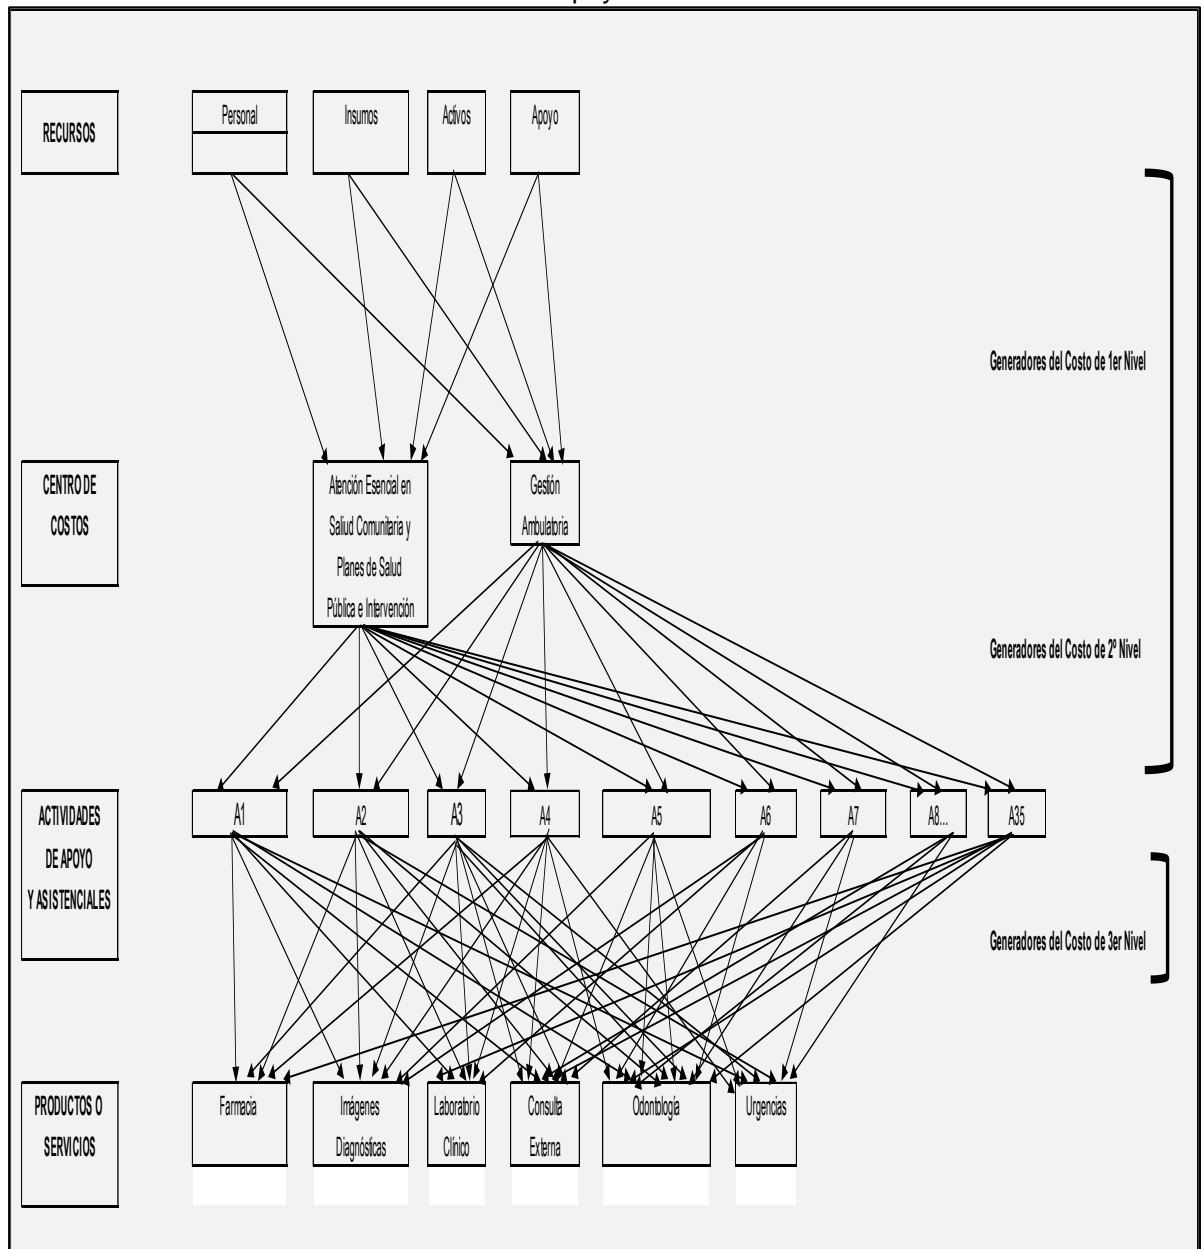 RECURSOS
Personal
Insumos
Activos
Apoyo
Generadores del Costo de 1er Nivel
CENTRO DE
COSTOS
Atención Esencial en
Saliud Comunitaria y
Planes de Salud
Pública e Intervención
Gestión
Ambulatoria
Generadores del Costo de 2º Nivel
ACTIVIDADES
DE APOYO
Y ASISTENCIALES
A1
A2
A3
A4
A5
A6
A7
A8...
A35
Generadores del Costo de 3er Nivel
PRODUCTOS O
SERVICIOS
Farmacia
Imágenes
Diagnósticas
Laboratorio
Clínico
Consulta
Externa
Odontología
Urgencias